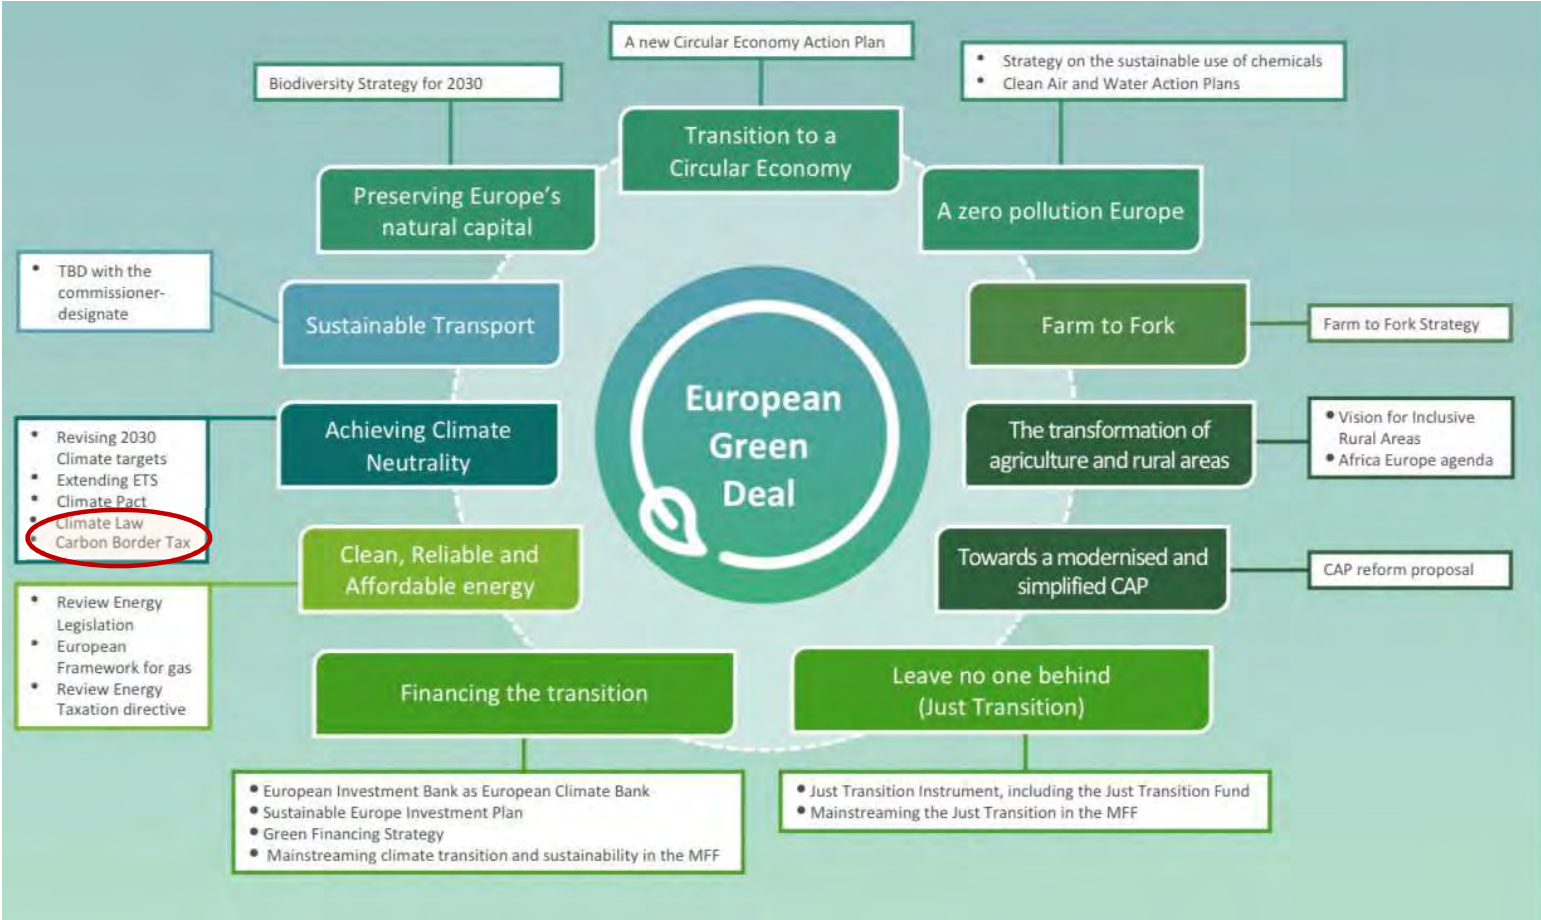 A new Circular Economy Action Plan
• Strategy on the sustainable use of chemicals
• Clean Air and Water Action Plans
Biodiversity Strategy for 2030
Transition to a
Circular Economy
Preserving Europe's
natural capital
A zero pollution Europe
• TBD with the
commissioner-
designate
Sustainable Transport
Farm to Fork
Farm to Fork Strategy
European
Green
Deal
• Revising 2030
Climate targets
• Extending ETS
• Climate Pact
• Climate Law
• Carbon Border Tax
Achieving Climate
Neutrality
The transformation of
agriculture and rural areas
• Vision for Inclusive
Rural Areas
• Africa Europe agenda
Clean, Reliable and
Affordable energy
Towards a modernised and
simplified CAP
CAP reform proposal
• Review Energy
Legislation
• European
Framework for gas
• Review Energy
Taxation directive
Financing the transition
Leave no one behind
(Just Transition)
• European Investment Bank as European Climate Bank
• Sustainable Europe Investment Plan
• Green Financing Strategy
• Mainstreaming climate transition and sustainability in the MFF
• Just Transition Instrument, including the Just Transition Fund
• Mainstreaming the Just Transition in the MFF